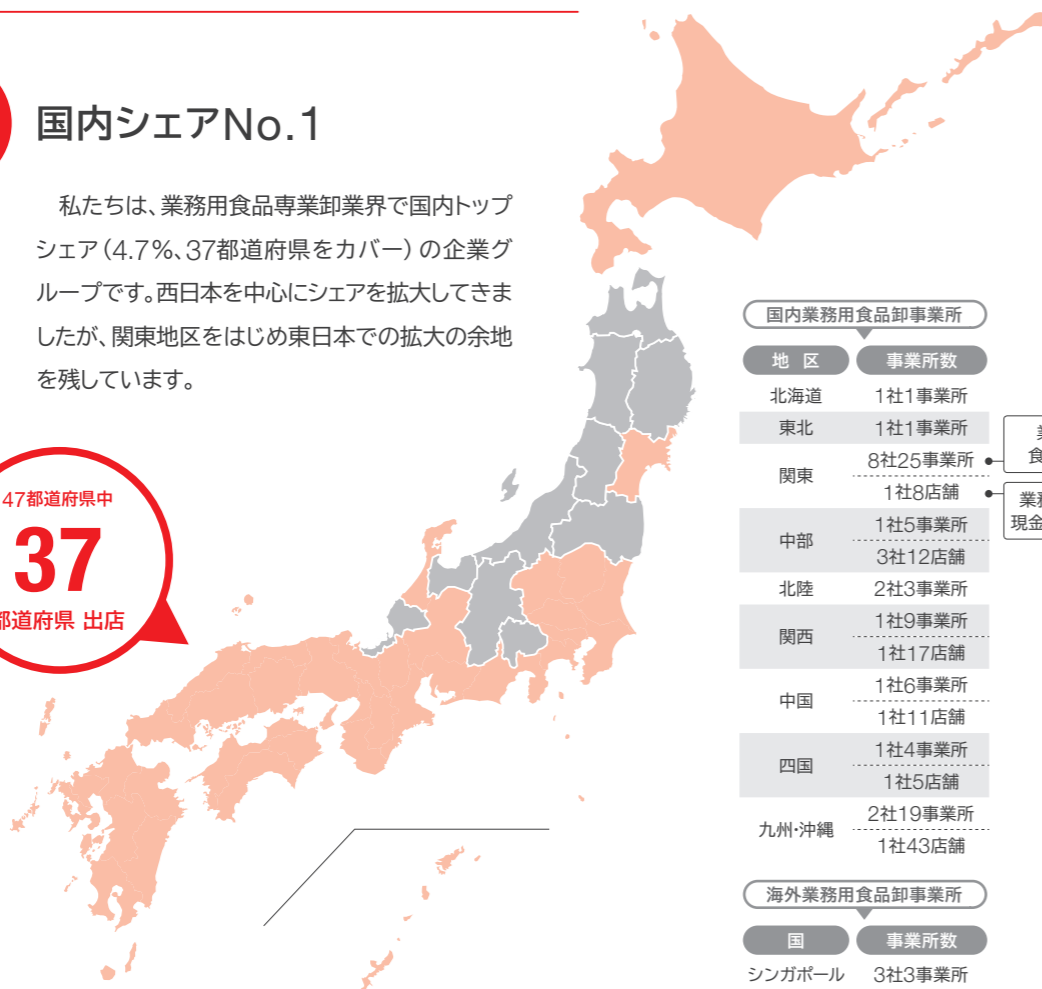 国内シェアNo.1
私たちは、業務用食品専業卸業界で国内トップ
シェア(4.7%、37都道府県をカバー)の企業グ
ループです。西日本を中心にシェアを拡大してきま
したが、関東地区をはじめ東日本での拡大の余地
を残しています。
47都道府県中
37
都道府県 出店
国内業務用食品卸事業所
地 区 事業所数
北海道 1社1事業所
東北 1社1事業所
関東 8社25事業所
1社8店舗
中部 1社5事業所
3社12店舗
北陸 2社3事業所
関西 1社9事業所
1社17店舗
中国 1社6事業所
1社11店舗
四国 1社4事業所
1社5店舗
九州・沖縄 2社19事業所
1社43店舗
業
食
業務
現金
海外業務用食品卸事業所
国 事業所数
シンガポール 3社3事業所